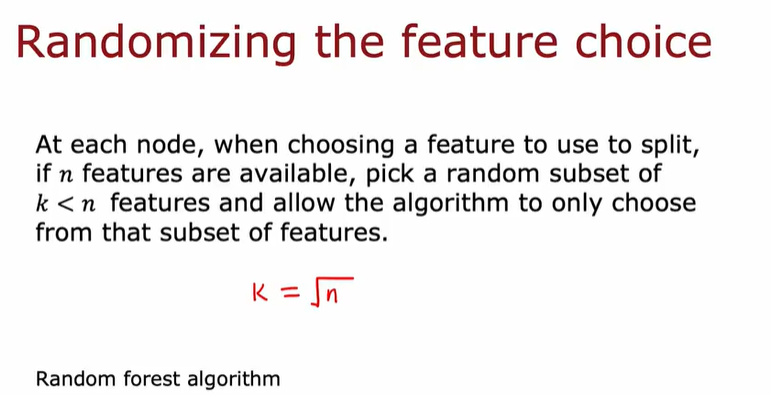 Randomizing the feature choice
At each node, when choosing a feature to use to split,
if n features are available, pick a random subset of
k < n features and allow the algorithm to only choose
from that subset of features.
K = √n
Random forest algorithm